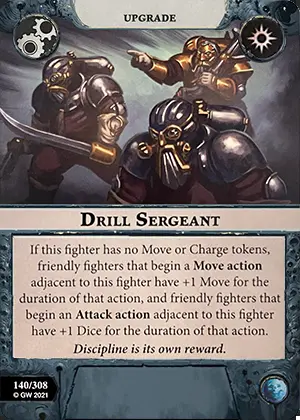 UPGRADE
DRILL SERGEANT
If this fighter has no Move or Charge tokens,
friendly fighters that begin a Move action
adjacent to this fighter have +1 Move for the
duration of that action, and friendly fighters that
begin an Attack action adjacent to this fighter
have +1 Dice for the duration of that action.
Discipline is its own reward.
140/308
© GW 2021